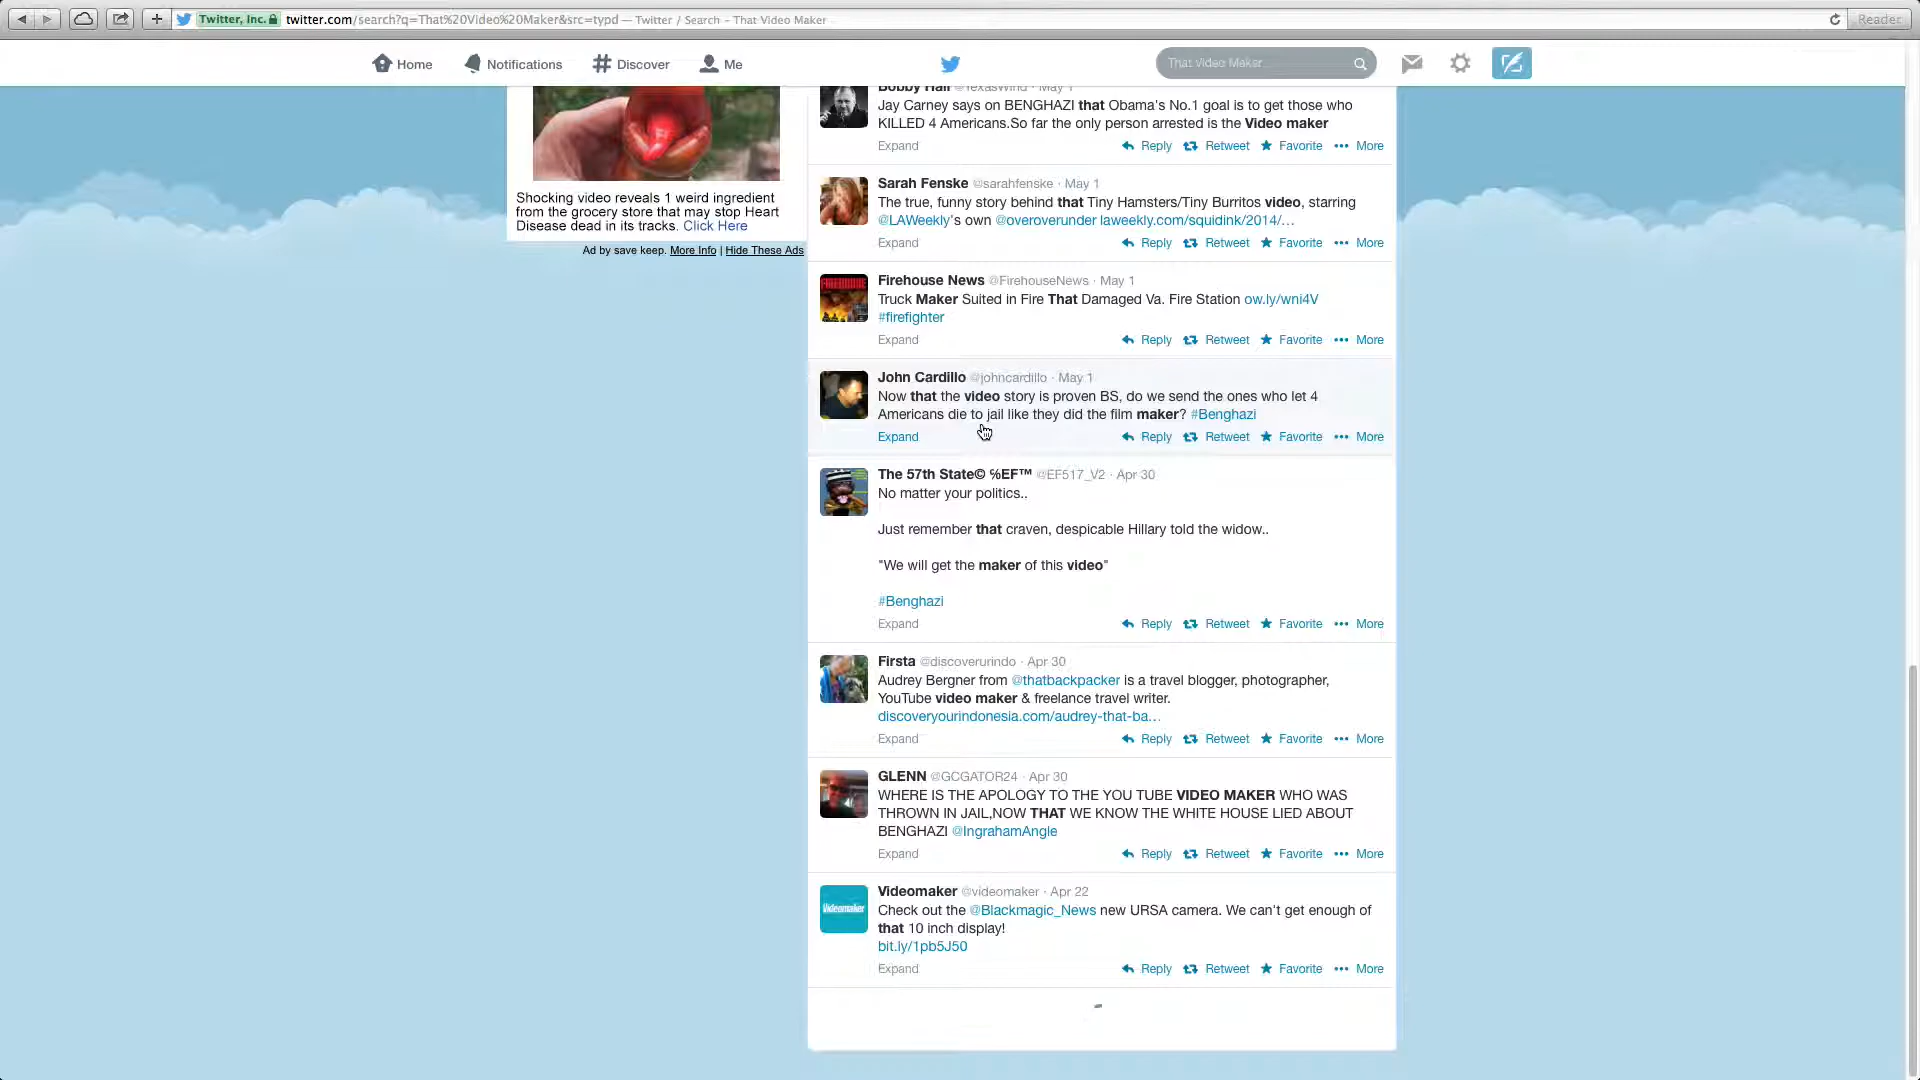 Twitter, Inc. twitter.com/search?q=That%20Video%20Maker&src=typd — Twitter / Search - That Video Maker
Reader
Home Notifications # Discover Me
That Video Maker
Shocking video reveals 1 weird ingredient
from the grocery store that may stop Heart
Disease dead in its tracks. Click Here
Ad by save keep. More Info | Hide These Ads
Bobby Hall @TexasWind · May 1
Jay Carney says on BENGHAZI that Obama's No.1 goal is to get those who
KILLED 4 Americans.So far the only person arrested is the Video maker
Expand Reply Retweet Favorite More
Sarah Fenske @sarahfenske · May 1
The true, funny story behind that Tiny Hamsters/Tiny Burritos video, starring
@LAWeekly's own @overoverunder laweekly.com/squidink/2014/…
Expand Reply Retweet Favorite More
FIREHOUSE
Firehouse News @FirehouseNews · May 1
Truck Maker Suited in Fire That Damaged Va. Fire Station ow.ly/wni4V
#firefighter
Expand Reply Retweet Favorite More
John Cardillo @johncardillo · May 1
Now that the video story is proven BS, do we send the ones who let 4
Americans die to jail like they did the film maker? #Benghazi
Expand Reply Retweet Favorite More
The 57th State© %EF™ @EF517_V2 · Apr 30
No matter your politics..
Just remember that craven, despicable Hillary told the widow..
"We will get the maker of this video"
#Benghazi
Expand Reply Retweet Favorite More
Firsta @discoverurindo · Apr 30
Audrey Bergner from @thatbackpacker is a travel blogger, photographer,
YouTube video maker & freelance travel writer.
discoveryourindonesia.com/audrey-that-ba…
Expand Reply Retweet Favorite More
GLENN @GCGATOR24 · Apr 30
WHERE IS THE APOLOGY TO THE YOU TUBE VIDEO MAKER WHO WAS
THROWN IN JAIL,NOW THAT WE KNOW THE WHITE HOUSE LIED ABOUT
BENGHAZI @IngrahamAngle
Expand Reply Retweet Favorite More
Videomaker
Videomaker @videomaker · Apr 22
Check out the @Blackmagic_News new URSA camera. We can't get enough of
that 10 inch display!
bit.ly/1pb5J50
Expand Reply Retweet Favorite More